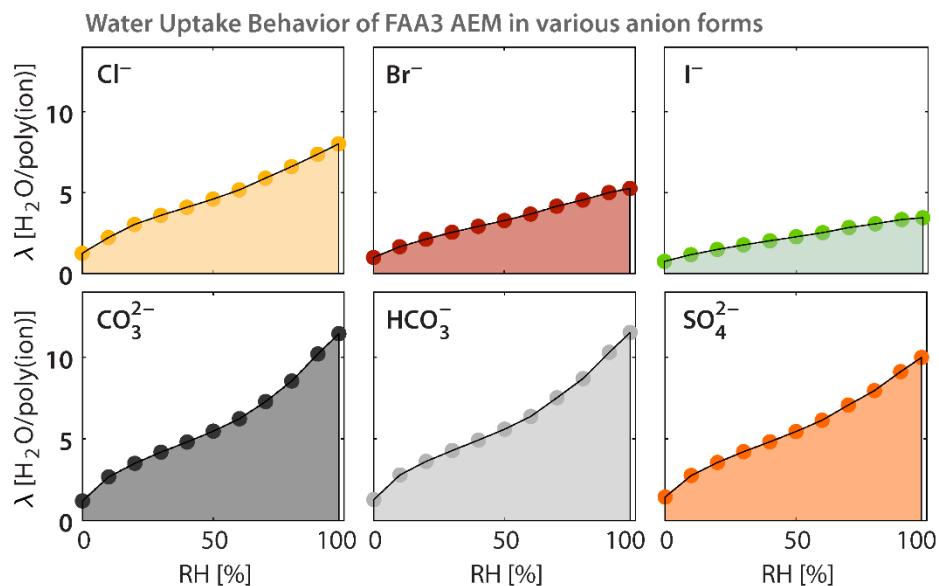 Water Uptake Behavior of FAA3 AEM in various anion forms
Cl⁻
Br⁻
I⁻
λ [H₂O/poly(ion)]
10
5
0
CO₃²⁻
HCO₃⁻
SO₄²⁻
λ [H₂O/poly(ion)]
10
5
0
0 50 100 0 50 100 0 50 100
RH [%] RH [%] RH [%]